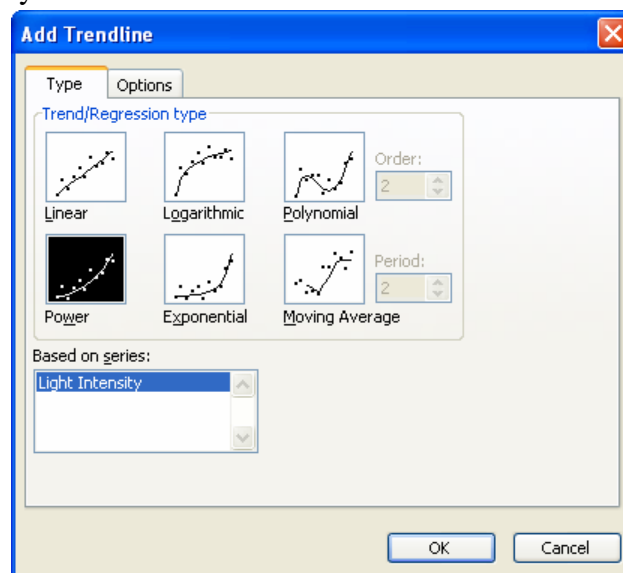 Add Trendline
Type Options
Trend/Regression type
Order:
2
Linear Logarithmic Polynomial
Period:
2
Power Exponential Moving Average
Based on series:
Light Intensity
OK Cancel